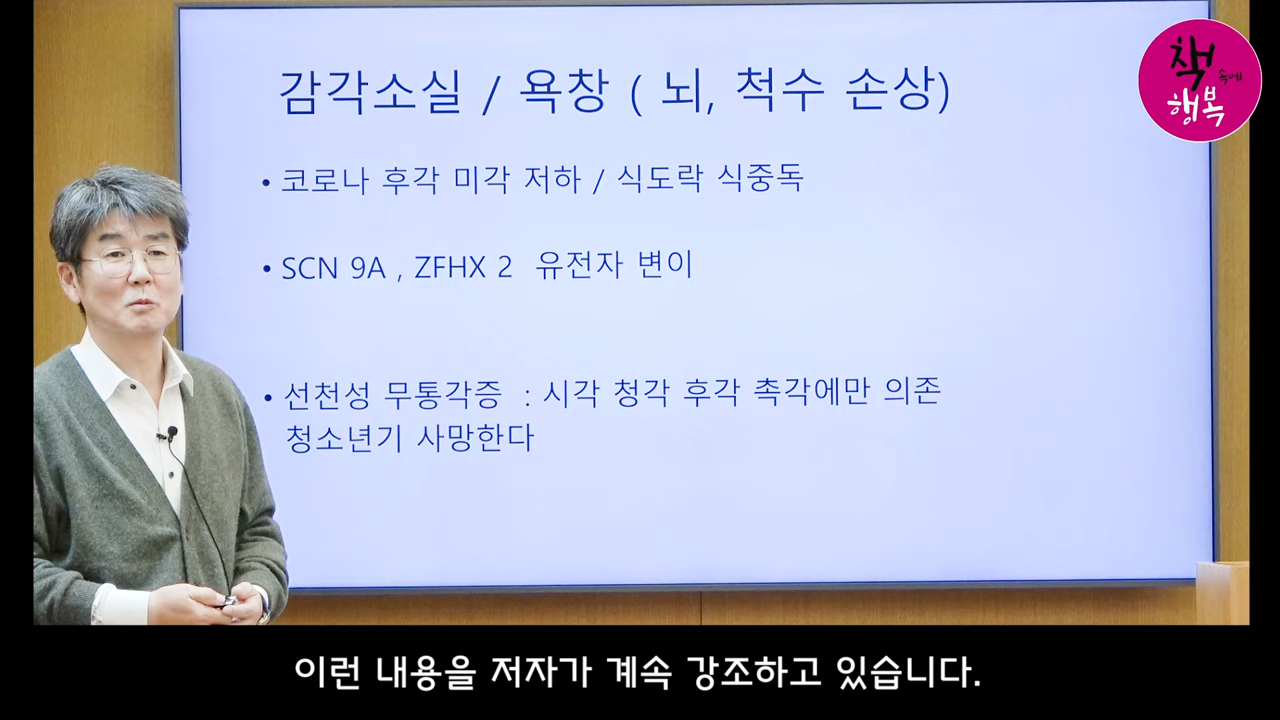 감각소실 / 욕창 ( 뇌, 척수 손상)
책
속에
행복
• 코로나 후각 미각 저하 / 식도락 식중독
• SCN 9A , ZFHX 2 유전자 변이
• 선천성 무통각증 : 시각 청각 후각 촉각에만 의존
청소년기 사망한다
이런 내용을 저자가 계속 강조하고 있습니다.